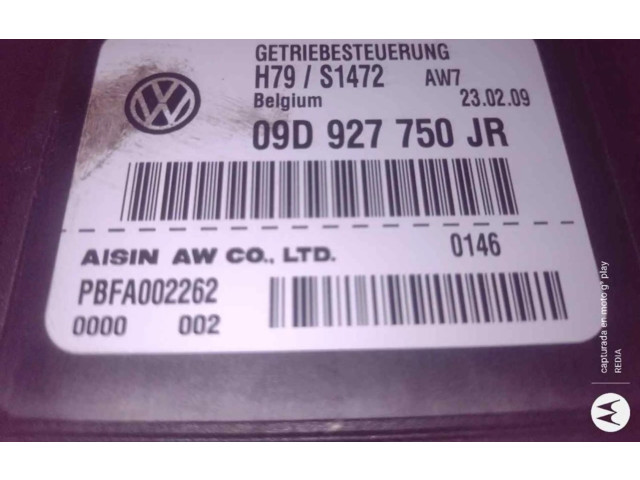 GETRIEBESTEUERUNG
H79 / S1472 AW7
Belgium 23.02.09
09D 927 750 JR
AISIN AW CO., LTD. 0146
PBFA002262
0000 002
capturada en moto g⁷ play
REDIA